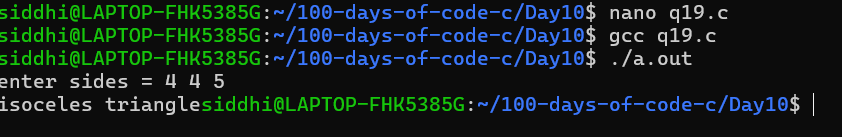 siddhi@LAPTOP-FHK5385G:~/100-days-of-code-c/Day10$ nano q19.c
siddhi@LAPTOP-FHK5385G:~/100-days-of-code-c/Day10$ gcc q19.c
siddhi@LAPTOP-FHK5385G:~/100-days-of-code-c/Day10$ ./a.out
enter sides = 4 4 5
isoceles trianglesiddhi@LAPTOP-FHK5385G:~/100-days-of-code-c/Day10$